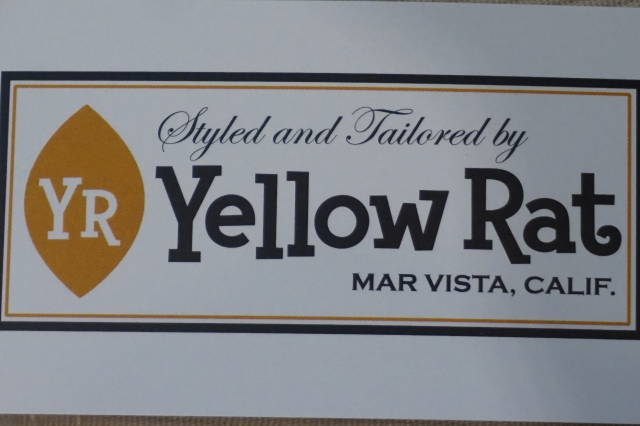 YR
Styled and Tailored by
Yellow Rat
MAR VISTA, CALIF.